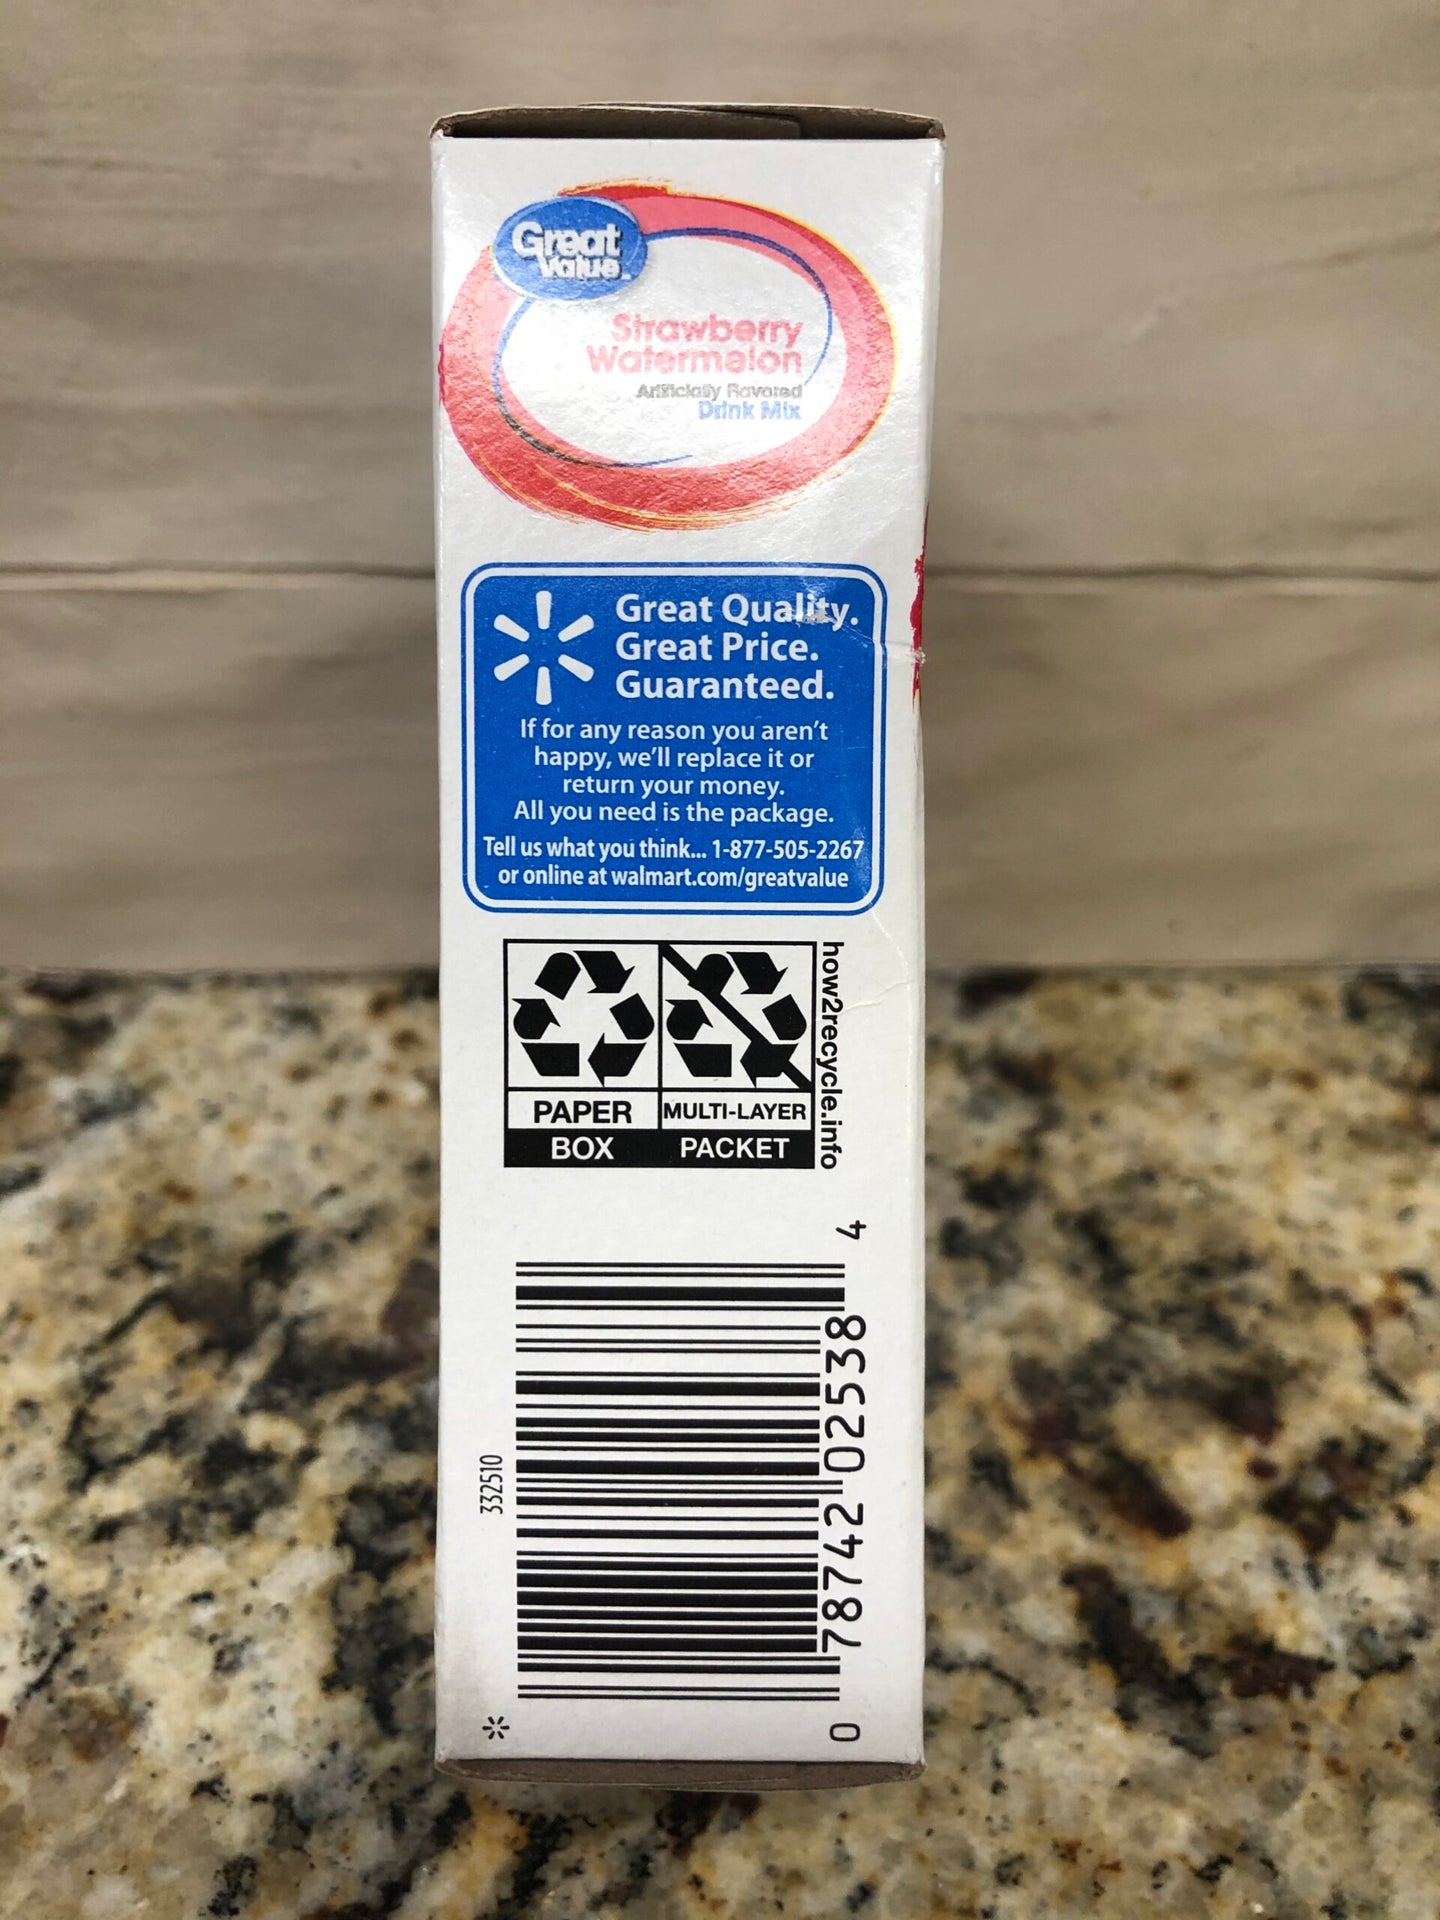 Great
Value
Strawberry
Watermelon
Artificially Flavored
Drink Mix
Great Quality.
Great Price.
Guaranteed.
If for any reason you aren't
happy, we'll replace it or
return your money.
All you need is the package.
Tell us what you think... 1-877-505-2267
or online at walmart.com/greatvalue
PAPER
BOX
MULTI-LAYER
PACKET
how2recycle.info
332510
0 78742 02538 4